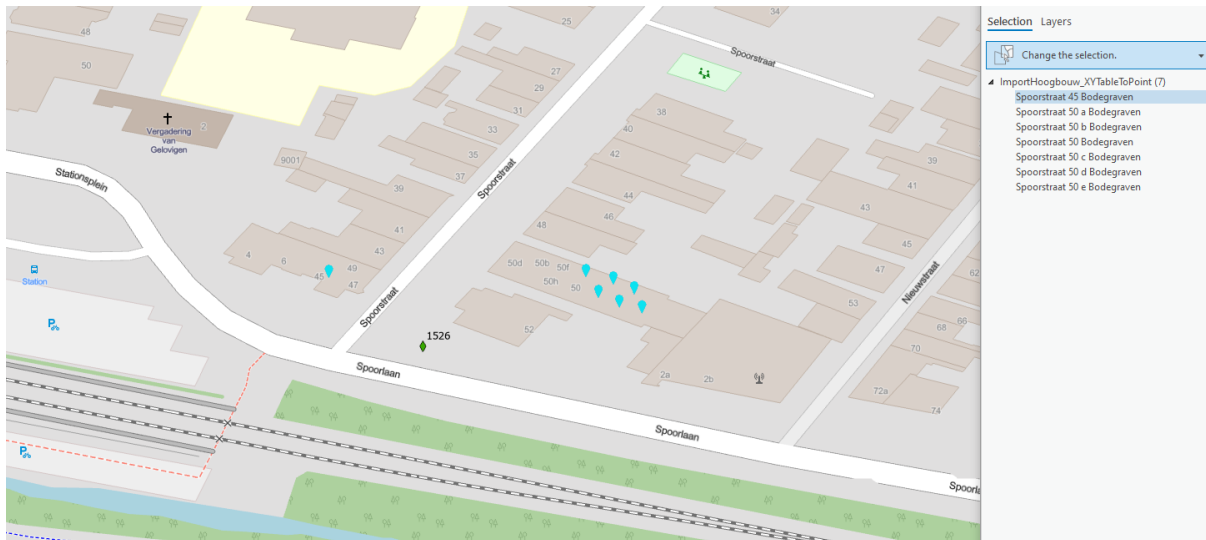 Selection Layers
Change the selection.
ImportHoogbouw_XYTableToPoint (7)
Spoorstraat 45 Bodegraven
Spoorstraat 50 a Bodegraven
Spoorstraat 50 b Bodegraven
Spoorstraat 50 Bodegraven
Spoorstraat 50 c Bodegraven
Spoorstraat 50 d Bodegraven
Spoorstraat 50 e Bodegraven
48
50
2
Vergadering
van
Gelovigen
25
27
29
31
33
35
37
9001
39
41
43
49
47
45
6
4
Stationsplein
Station
P
P
Spoorstraat
Spoorstraat
Spoorstraat
34
38
40
42
44
46
48
50d
50b
50f
50h
50
52
1526
Spoorlaan
Spoorlaan
Spoorla
2a
2b
39
41
43
45
47
53
Nieuwstraat
62
66
68
70
72a
74